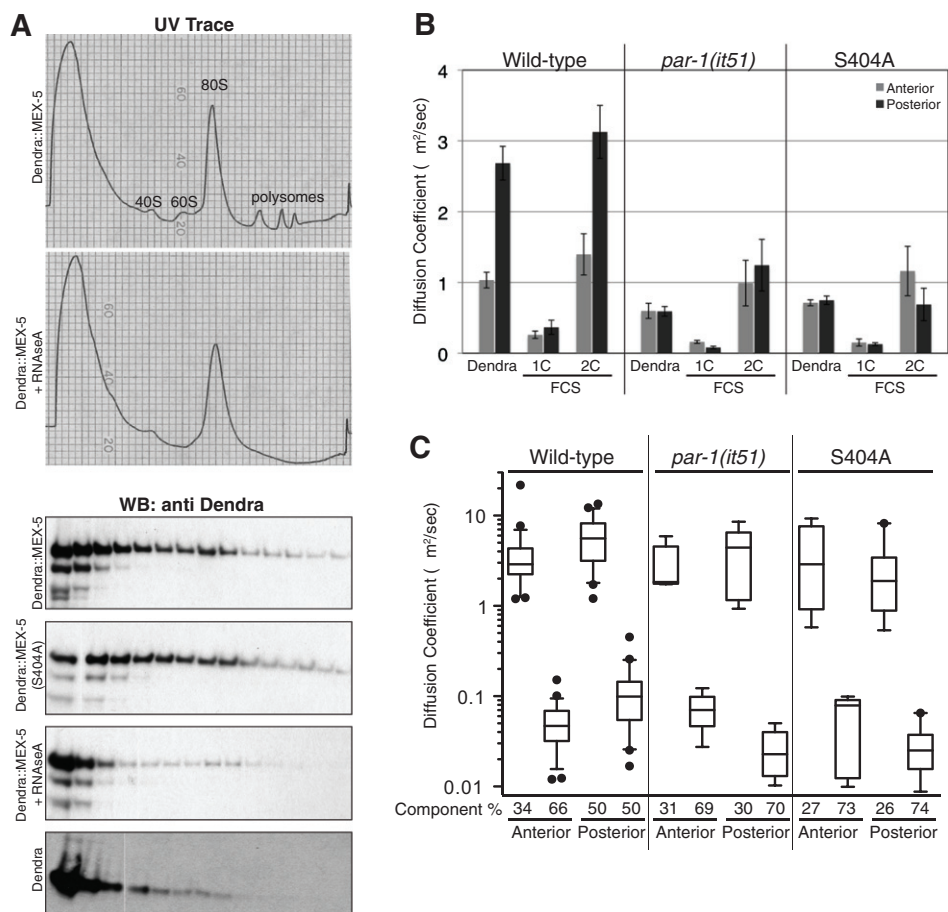 A
UV Trace
Dendra::MEX-5
60
40
20
40S
60S
80S
polysomes
Dendra::MEX-5
+ RNAseA
60
40
20
WB: anti Dendra
Dendra::MEX-5
Dendra::MEX-5
(S404A)
Dendra::MEX-5
+ RNAseA
Dendra
B
Wild-type
par-1(it51)
S404A
Anterior
Posterior
Diffusion Coefficient ( m²/sec)
4
3
2
1
0
Dendra 1C 2C
FCS
Dendra 1C 2C
FCS
Dendra 1C 2C
FCS
C
Wild-type
par-1(it51)
S404A
Diffusion Coefficient ( m²/sec)
10
1
0.1
0.01
Component % 34 66 50 50 31 69 30 70 27 73 26 74
Anterior Posterior Anterior Posterior Anterior Posterior